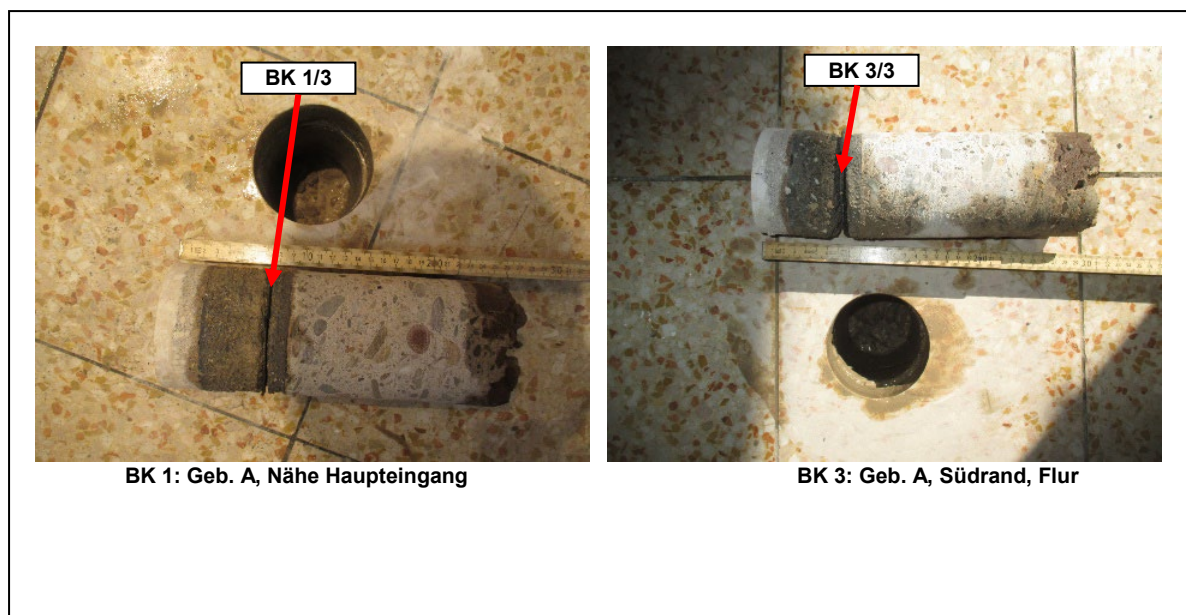 BK 1/3
BK 3/3
BK 1: Geb. A, Nähe Haupteingang
BK 3: Geb. A, Südrand, Flur